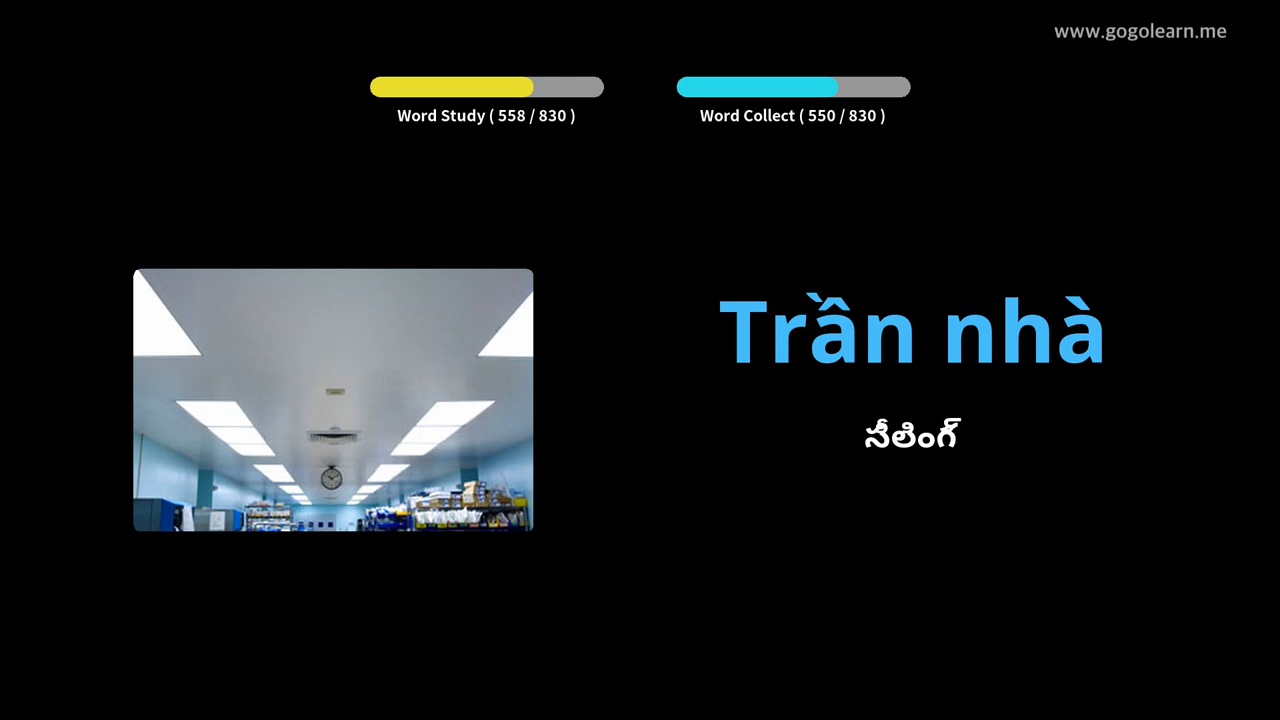 www.gogolearn.me
Word Study ( 558 / 830 )
Word Collect ( 550 / 830 )
Trần nhà
సీలింగ్